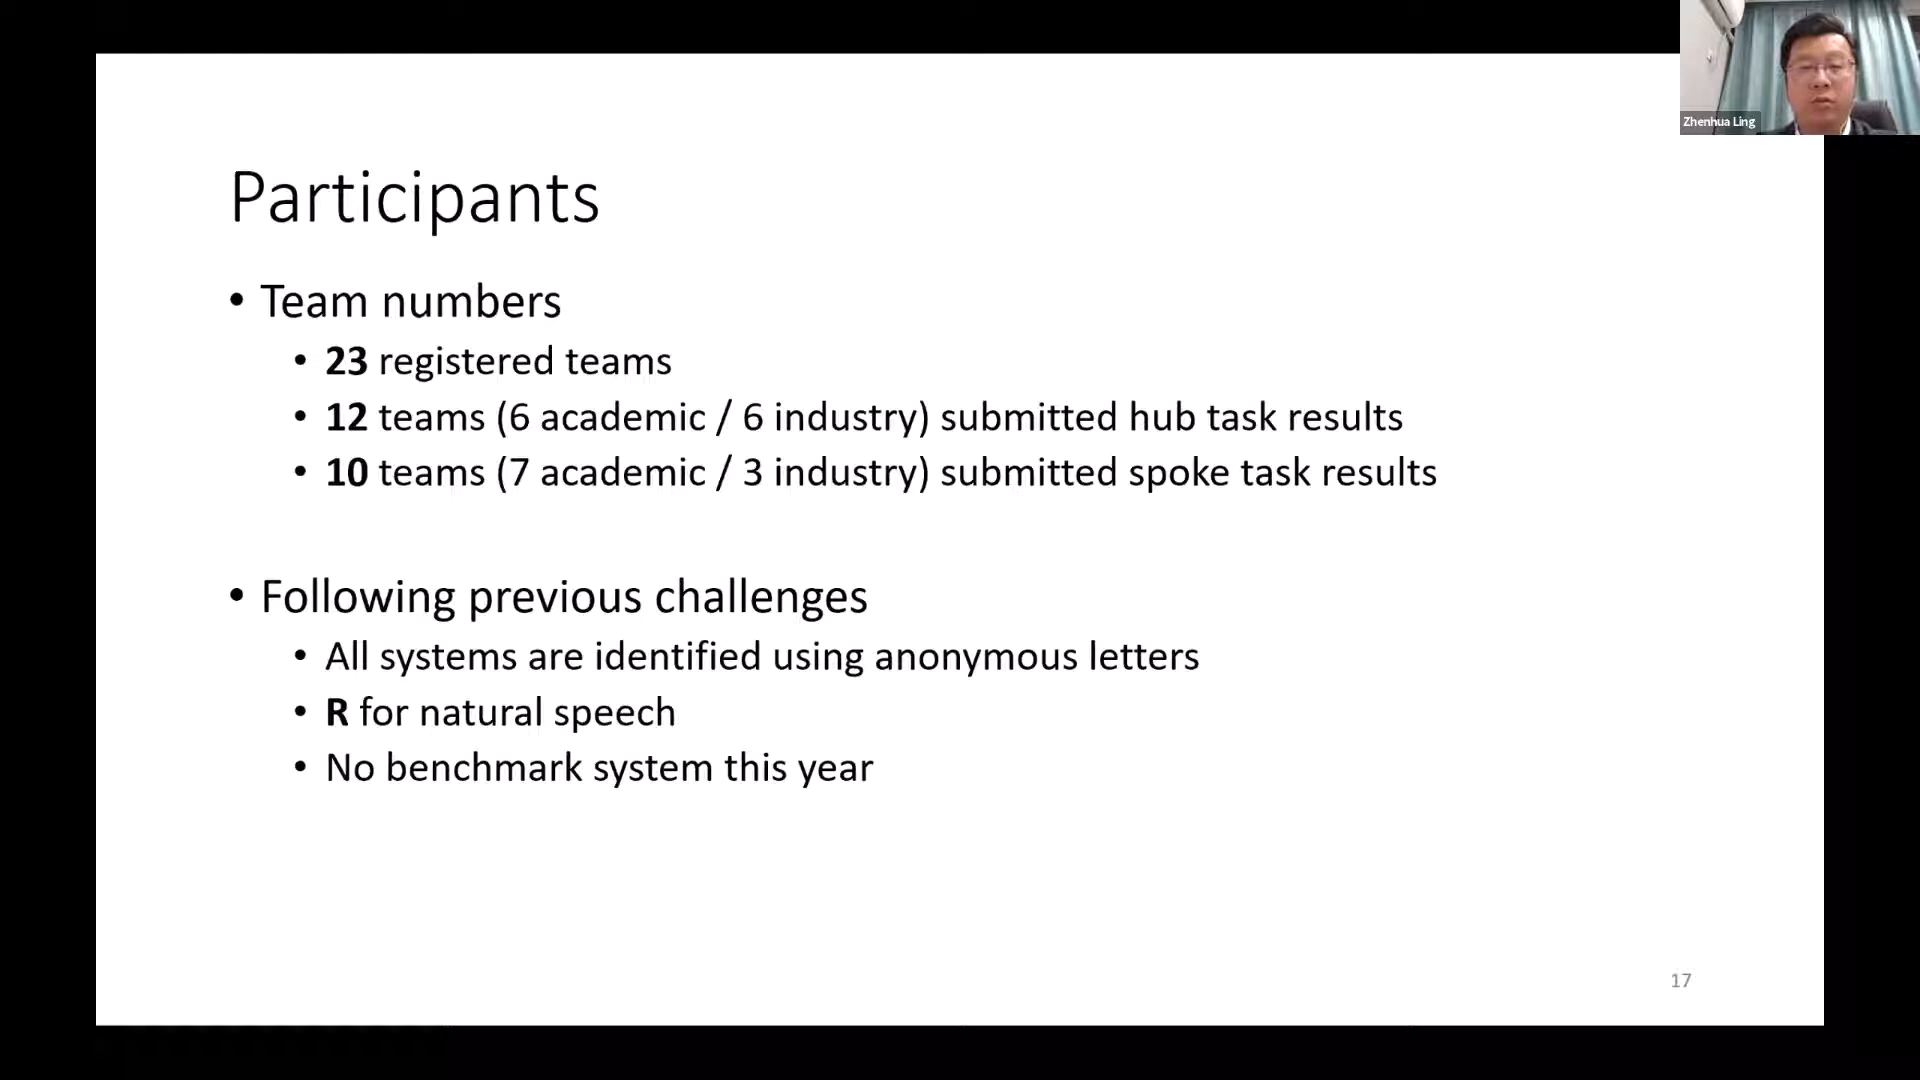 Zhenhua Ling
Participants
• Team numbers
• 23 registered teams
• 12 teams (6 academic / 6 industry) submitted hub task results
• 10 teams (7 academic / 3 industry) submitted spoke task results
• Following previous challenges
• All systems are identified using anonymous letters
• R for natural speech
• No benchmark system this year
17